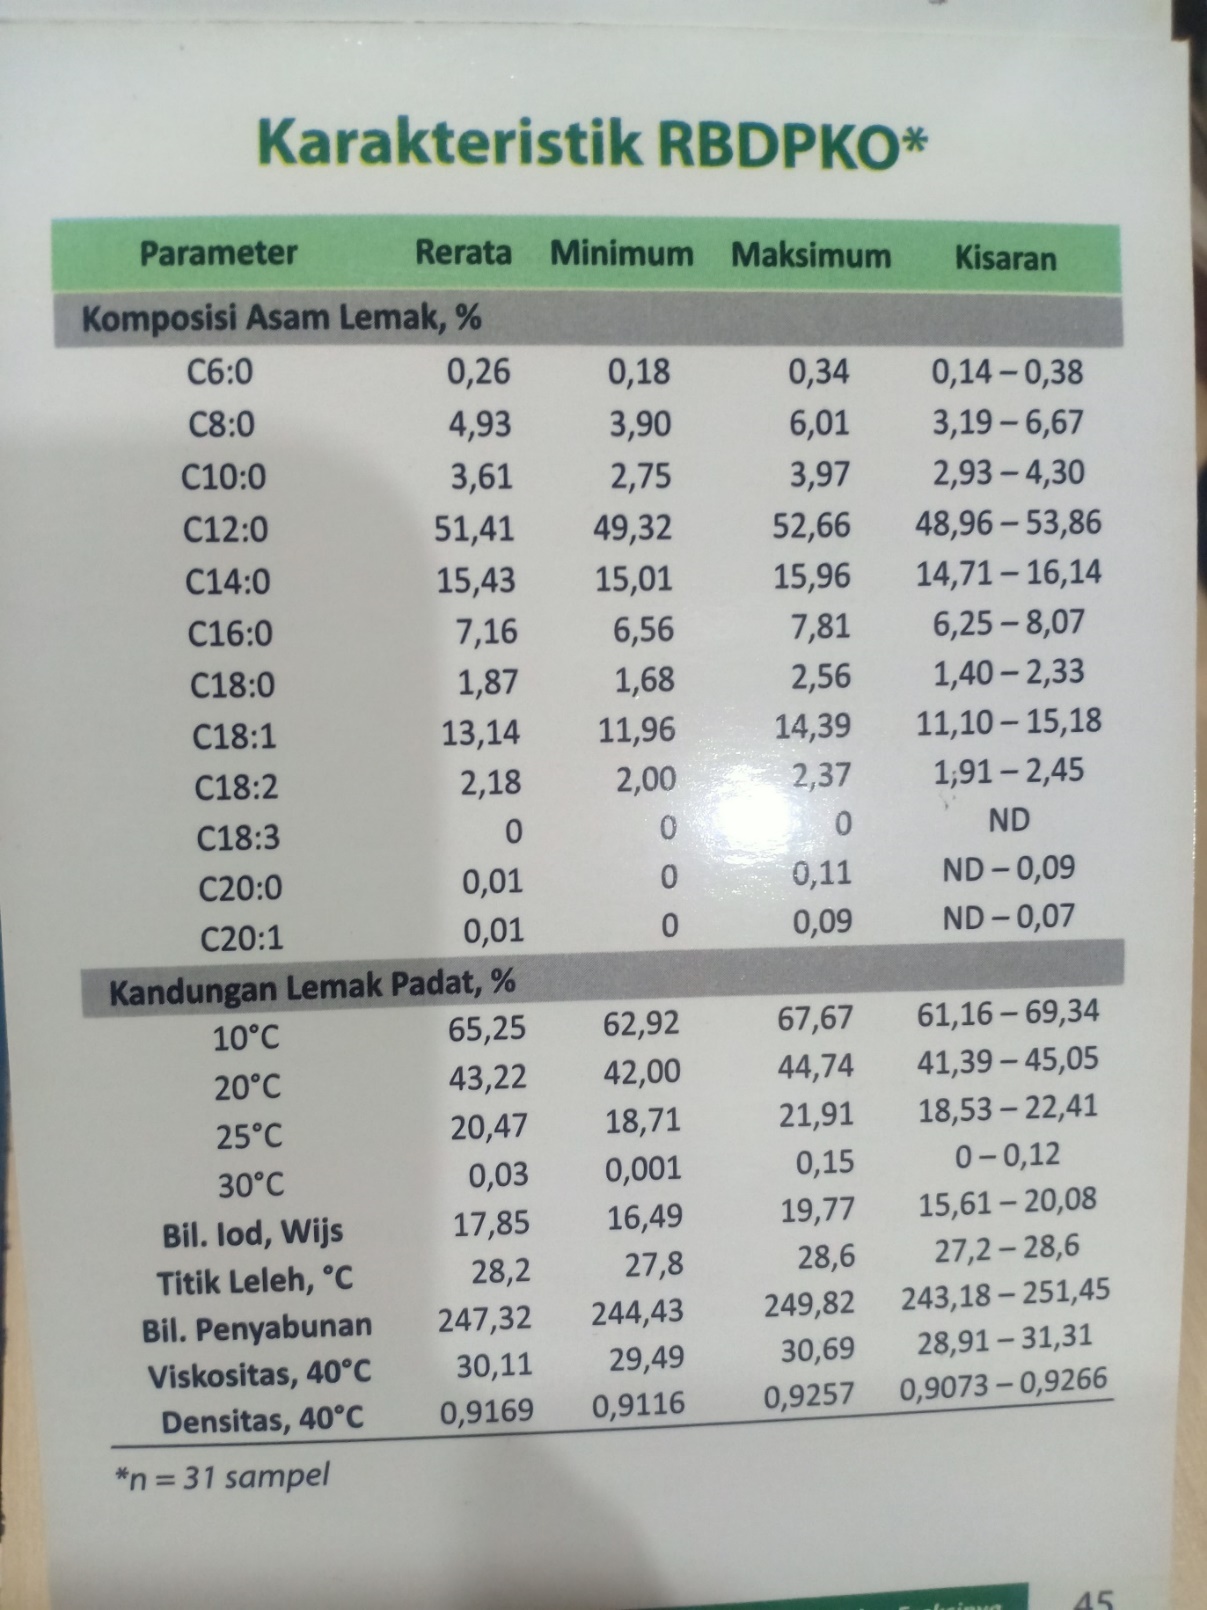 Karakteristik RBDPKO*
Parameter Rerata Minimum Maksimum Kisaran
Komposisi Asam Lemak, %
C6:0 0,26 0,18 0,34 0,14 – 0,38
C8:0 4,93 3,90 6,01 3,19 – 6,67
C10:0 3,61 2,75 3,97 2,93 – 4,30
C12:0 51,41 49,32 52,66 48,96 – 53,86
C14:0 15,43 15,01 15,96 14,71 – 16,14
C16:0 7,16 6,56 7,81 6,25 – 8,07
C18:0 1,87 1,68 2,56 1,40 – 2,33
C18:1 13,14 11,96 14,39 11,10 – 15,18
C18:2 2,18 2,00 2,37 1,91 – 2,45
C18:3 0 0 0 ND
C20:0 0,01 0 0,11 ND – 0,09
C20:1 0,01 0 0,09 ND – 0,07
Kandungan Lemak Padat, %
10°C 65,25 62,92 67,67 61,16 – 69,34
20°C 43,22 42,00 44,74 41,39 – 45,05
25°C 20,47 18,71 21,91 18,53 – 22,41
30°C 0,03 0,001 0,15 0 – 0,12
Bil. Iod, Wijs 17,85 16,49 19,77 15,61 – 20,08
Titik Leleh, °C 28,2 27,8 28,6 27,2 – 28,6
Bil. Penyabunan 247,32 244,43 249,82 243,18 – 251,45
Viskositas, 40°C 30,11 29,49 30,69 28,91 – 31,31
Densitas, 40°C 0,9169 0,9116 0,9257 0,9073 – 0,9266
*n = 31 sampel
45